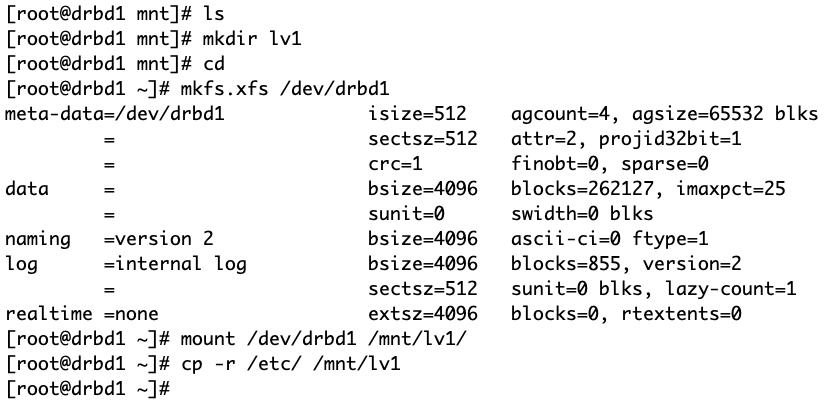 [root@drbd1 mnt]# ls
[root@drbd1 mnt]# mkdir lv1
[root@drbd1 mnt]# cd
[root@drbd1 ~]# mkfs.xfs /dev/drbd1
meta-data=/dev/drbd1             isize=512    agcount=4, agsize=65532 blks
         =                       sectsz=512   attr=2, projid32bit=1
         =                       crc=1        finobt=0, sparse=0
data     =                       bsize=4096   blocks=262127, imaxpct=25
         =                       sunit=0      swidth=0 blks
naming   =version 2              bsize=4096   ascii-ci=0 ftype=1
log      =internal log           bsize=4096   blocks=855, version=2
         =                       sectsz=512   sunit=0 blks, lazy-count=1
realtime =none                   extsz=4096   blocks=0, rtextents=0
[root@drbd1 ~]# mount /dev/drbd1 /mnt/lv1/
[root@drbd1 ~]# cp -r /etc/ /mnt/lv1
[root@drbd1 ~]#